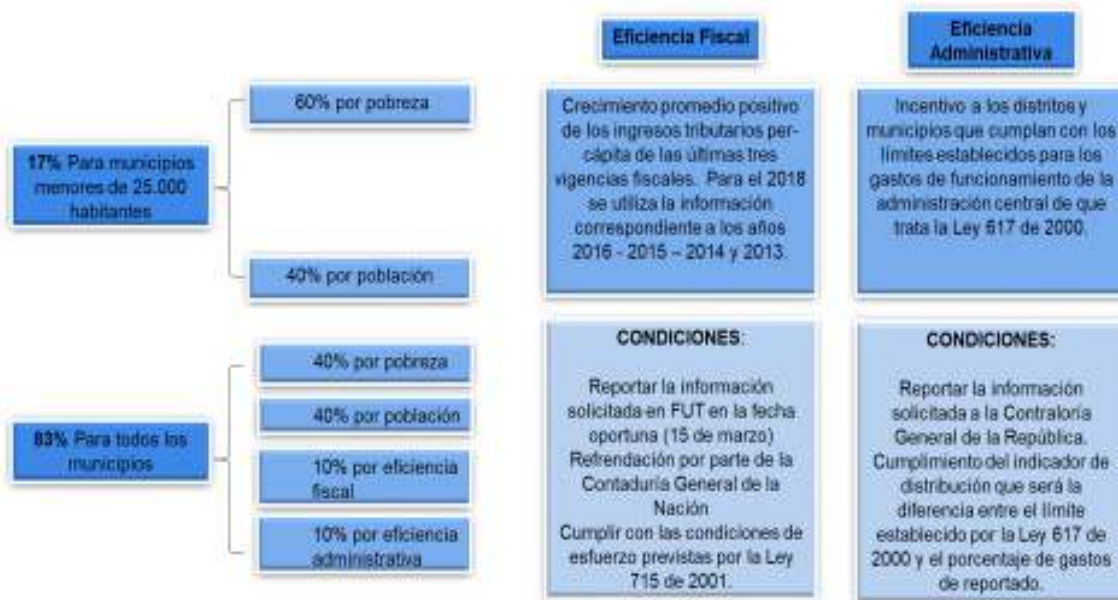 17% Para municipios
menores de 25.000
habitantes
60% por pobreza
40% por población
83% Para todos los
municipios
40% por pobreza
40% por población
10% por eficiencia
fiscal
10% por eficiencia
administrativa
Eficiencia Fiscal
Crecimiento promedio positivo
de los ingresos tributarios per-
cápita de las últimas tres
vigencias fiscales. Para el 2018
se utiliza la información
correspondiente a los años
2016 - 2015 – 2014 y 2013.
CONDICIONES:
Reportar la información
solicitada en FUT en la fecha
oportuna (15 de marzo)
Refrendación por parte de la
Contaduría General de la
Nación
Cumplir con las condiciones de
esfuerzo previstas por la Ley
715 de 2001.
Eficiencia
Administrativa
Incentivo a los distritos y
municipios que cumplan con los
límites establecidos para los
gastos de funcionamiento de la
administración central de que
trata la Ley 617 de 2000.
CONDICIONES:
Reportar la información
solicitada a la Contraloría
General de la República.
Cumplimiento del indicador de
distribución que será la
diferencia entre el límite
establecido por la Ley 617 de
2000 y el porcentaje de gastos
de reportado.